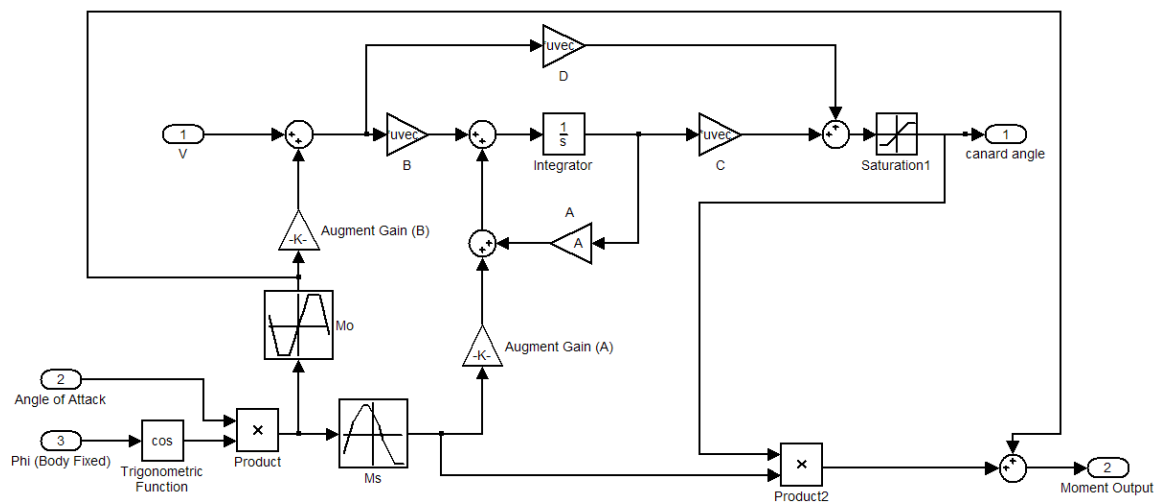 *uvec
D
1
V
*uvec
B
1
s
Integrator
*uvec
C
Saturation1
1
canard angle
A
A
Augment Gain (B)
-K-
Mo
Augment Gain (A)
-K-
2
Angle of Attack
3
Phi (Body Fixed)
cos
Trigonometric
Function
×
Product
Ms
×
Product2
2
Moment Output